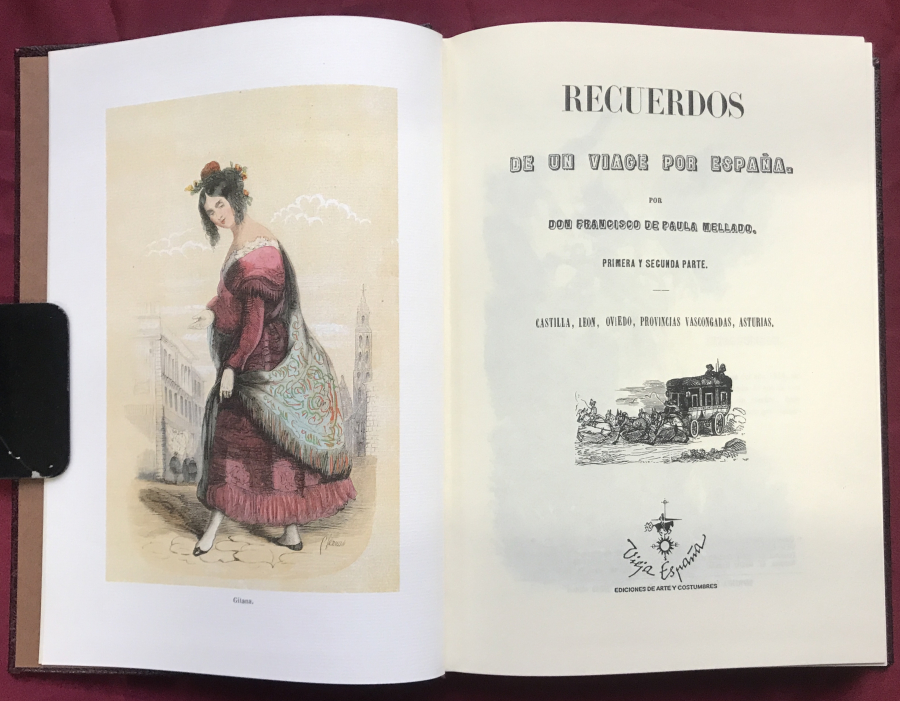 Gitana.
RECUERDOS
DE UN VIAGE POR ESPAÑA.
POR
DON FRANCISCO DE PAULA MELLADO.
PRIMERA Y SEGUNDA PARTE.
CASTILLA, LEON, OVIEDO, PROVINCIAS VASCONGADAS, ASTURIAS.
Vieja España
EDICIONES DE ARTE Y COSTUMBRES